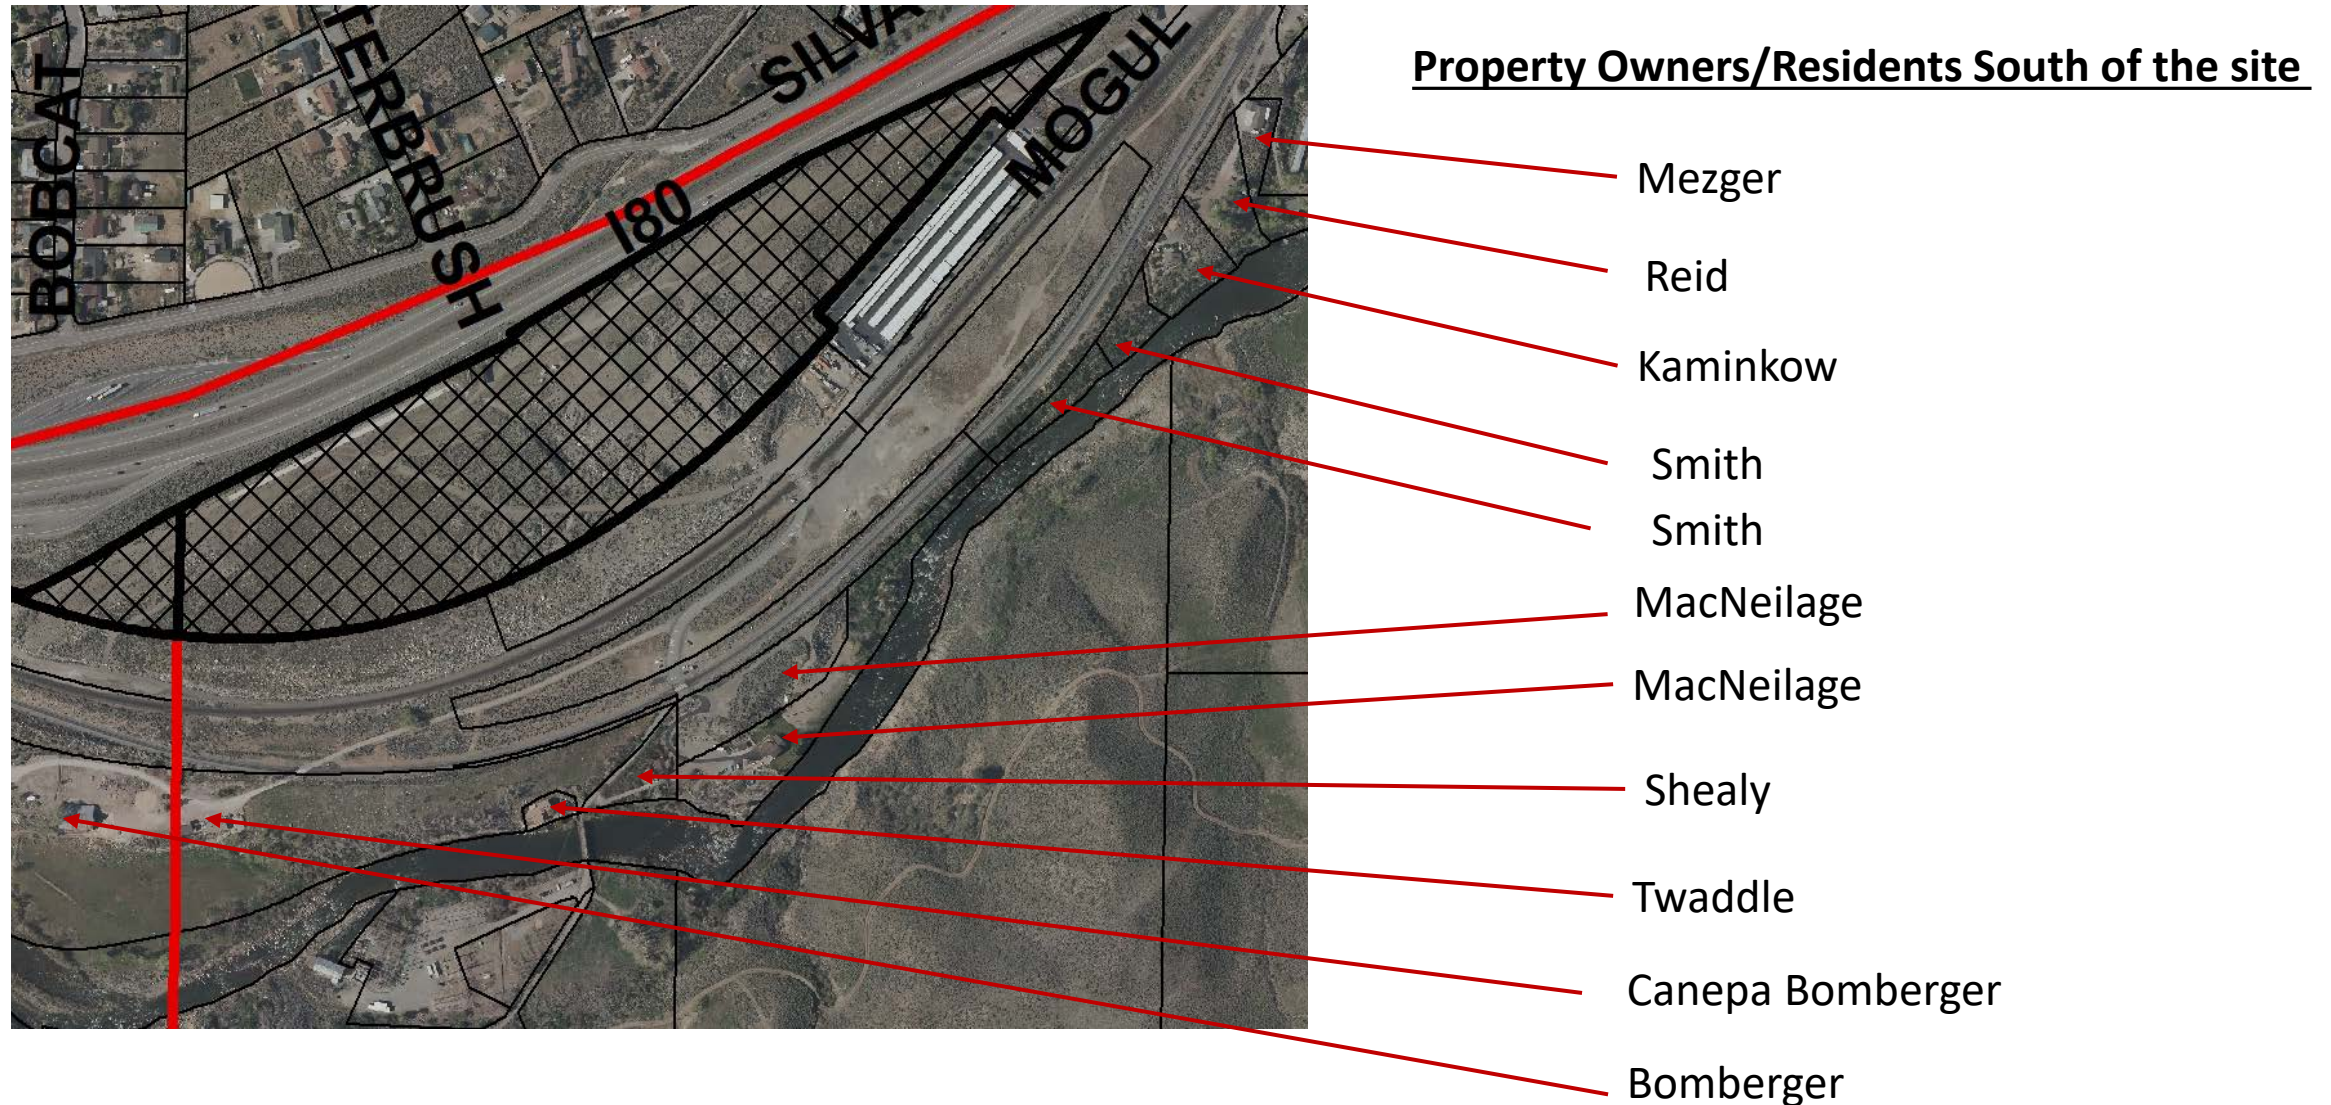 BOBCAT
TERBRUSH
SILVA
I80
MOGUL
Property Owners/Residents South of the site
Mezger
Reid
Kaminkow
Smith
Smith
MacNeilage
MacNeilage
Shealy
Twaddle
Canepa Bomberger
Bomberger